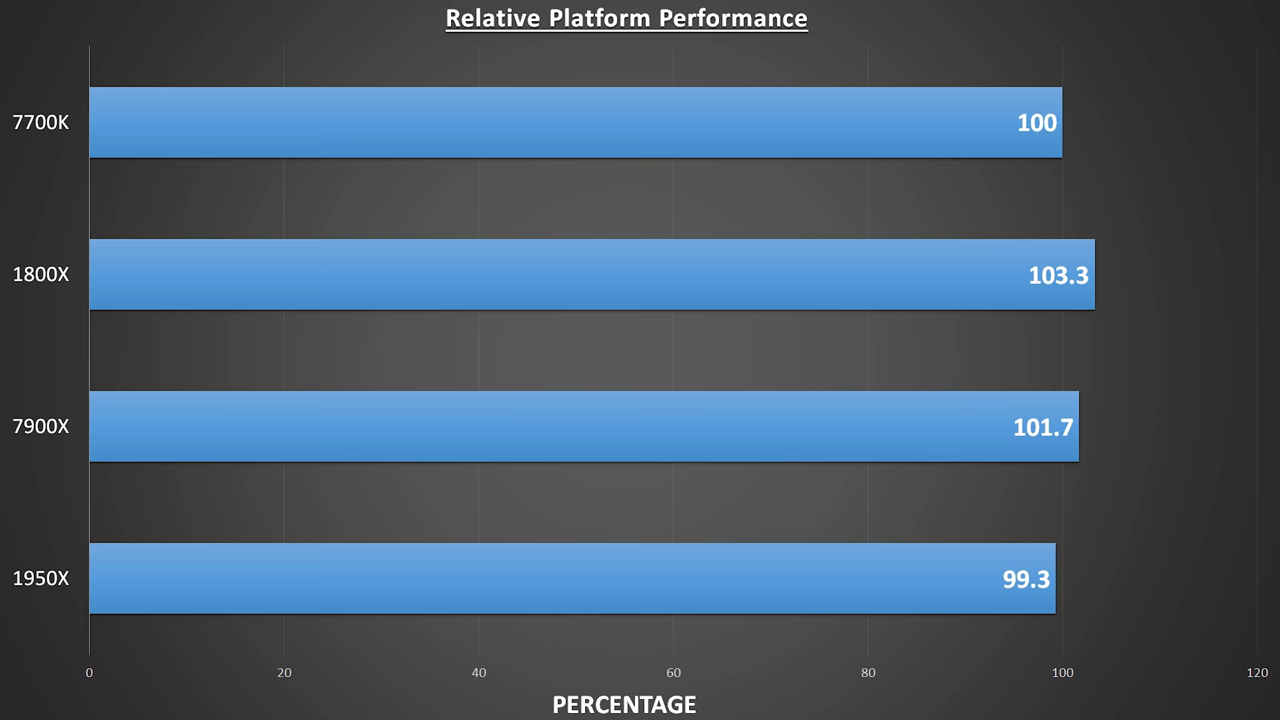 Relative Platform Performance
7700K
100
1800X
103.3
7900X
101.7
1950X
99.3
0 20 40 60 80 100 120
PERCENTAGE